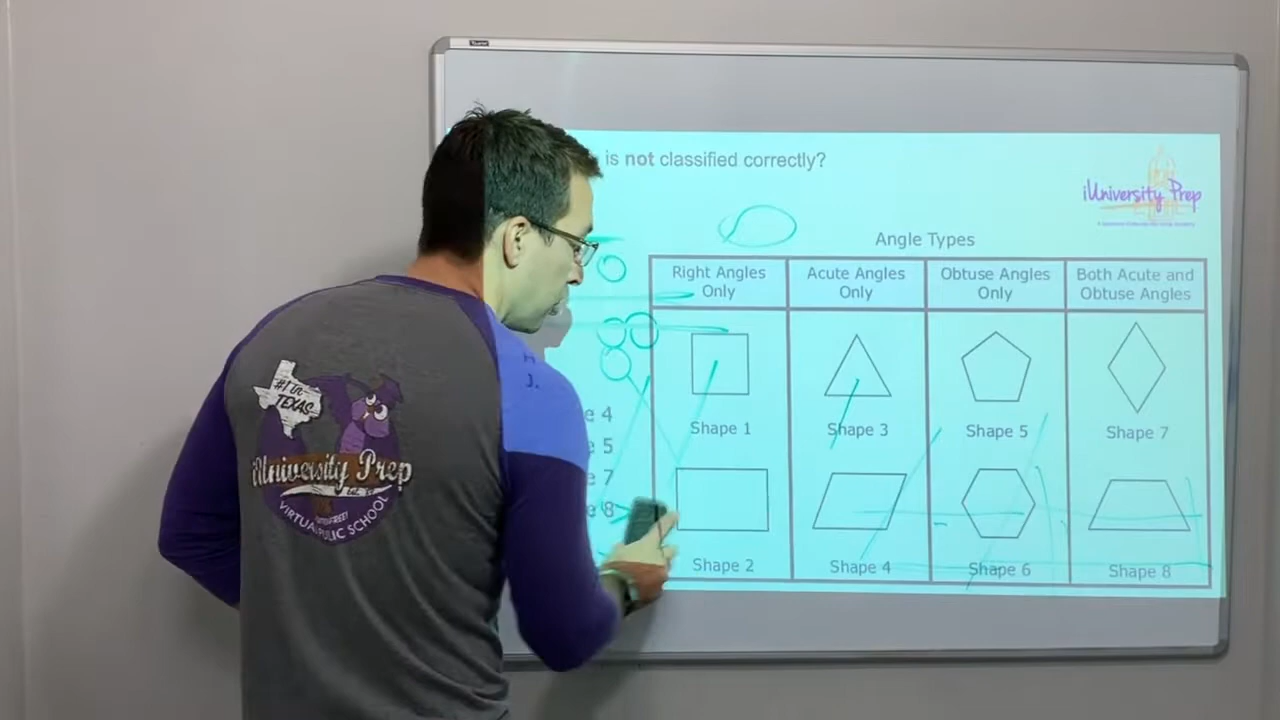 is not classified correctly?
iUniversity Prep
Angle Types
Right Angles Only
Acute Angles Only
Obtuse Angles Only
Both Acute and Obtuse Angles
Shape 1
Shape 3
Shape 5
Shape 7
Shape 2
Shape 4
Shape 6
Shape 8
J.
4
5
7
8
#1 in
TEXAS
iUniversity Prep
VIRTUAL PUBLIC SCHOOL